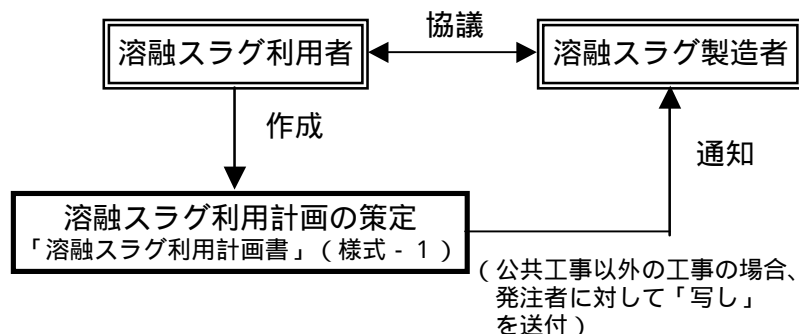 溶融スラグ利用者
協議
溶融スラグ製造者
作成
通知
溶融スラグ利用計画の策定
「溶融スラグ利用計画書」(様式-1)
(公共工事以外の工事の場合、
発注者に対して「写し」
を送付)